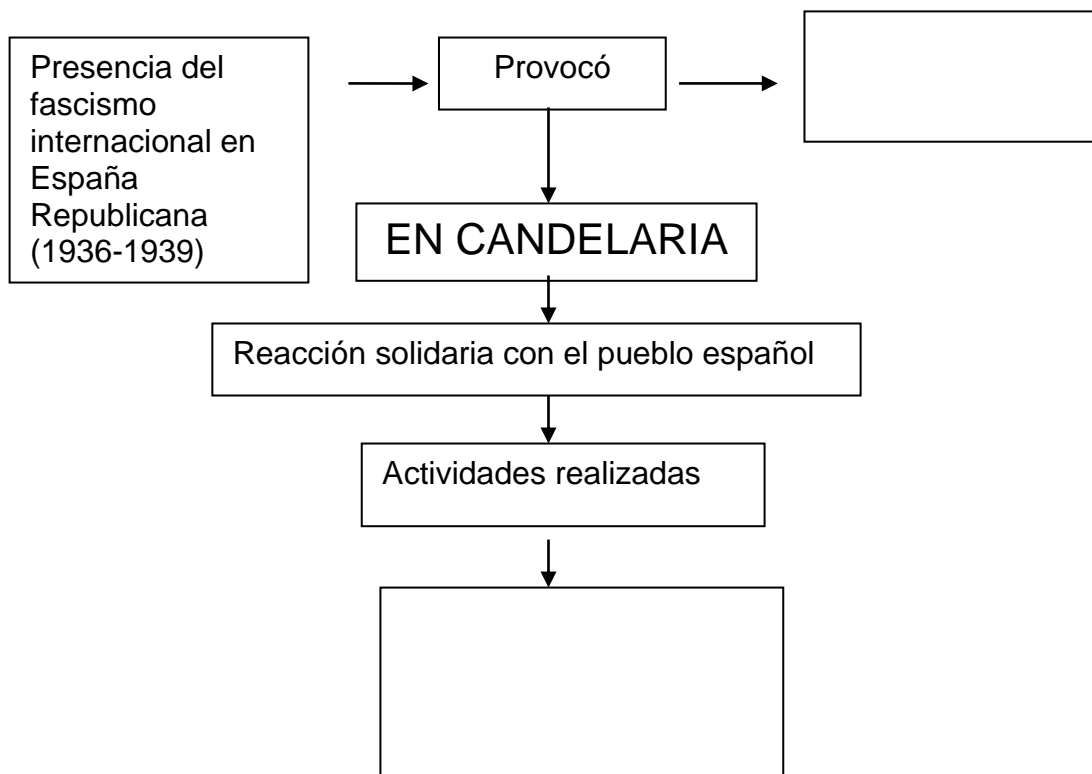 Presencia del
fascismo
internacional en
España
Republicana
(1936-1939)
Provocó
EN CANDELARIA
Reacción solidaria con el pueblo español
Actividades realizadas